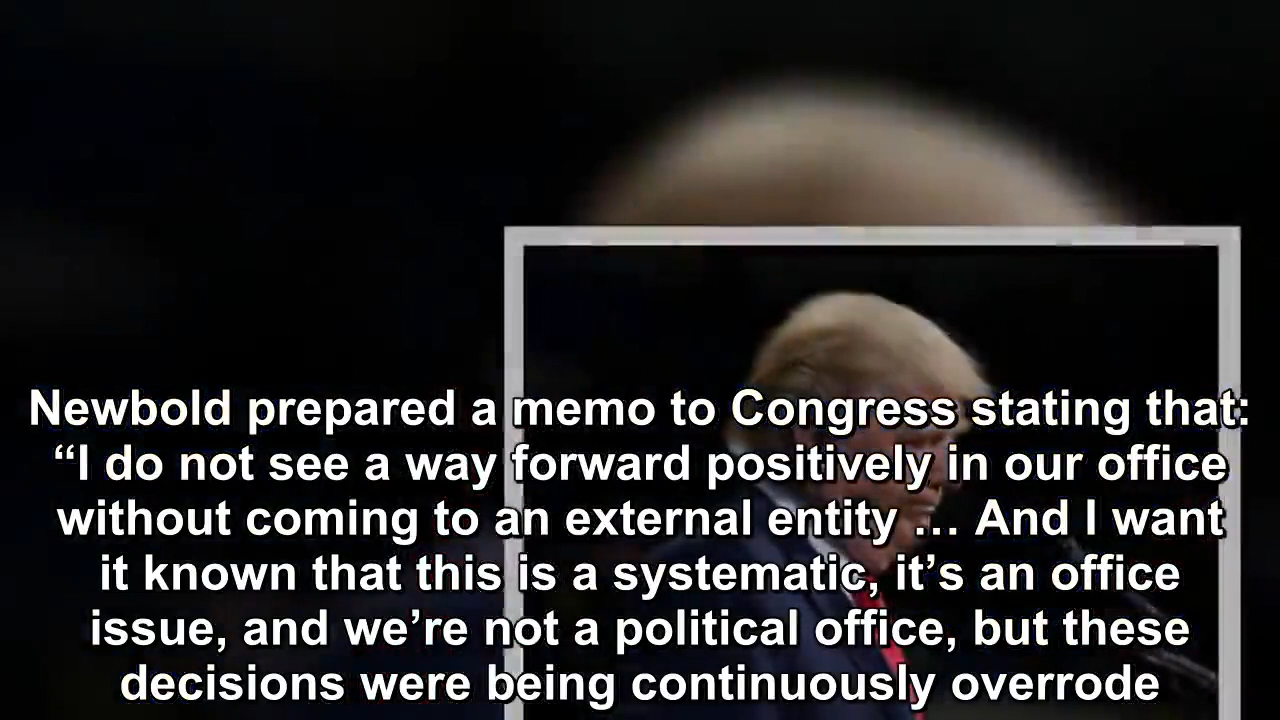 Newbold prepared a memo to Congress stating that:
“I do not see a way forward positively in our office
without coming to an external entity … And I want
it known that this is a systematic, it’s an office
issue, and we’re not a political office, but these
decisions were being continuously overrode